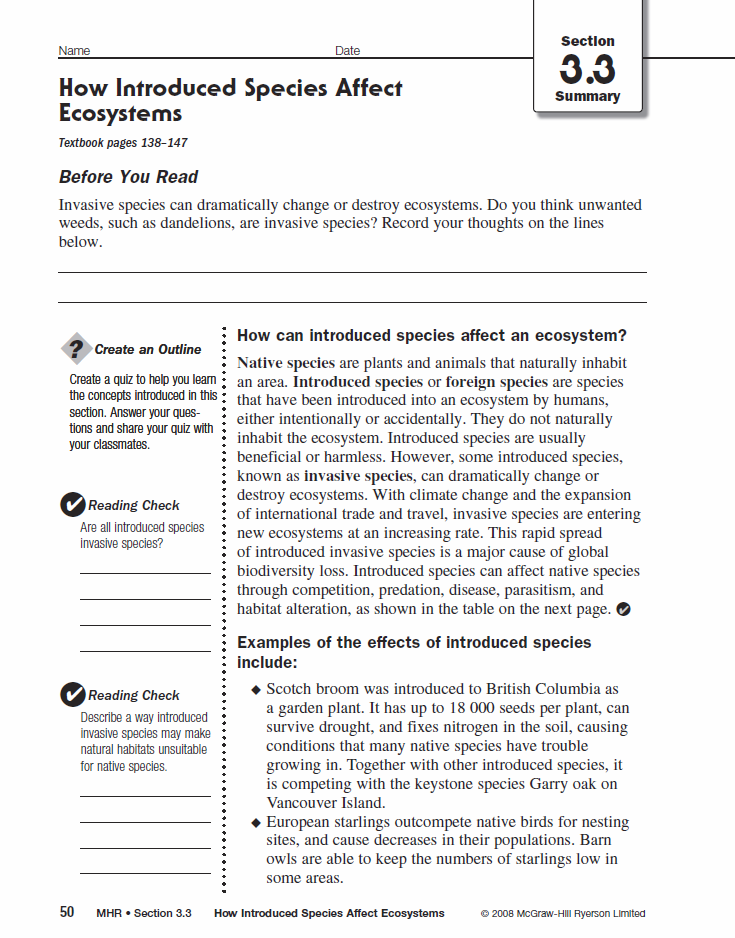 Name
Date
Section
3.3
Summary
How Introduced Species Affect
Ecosystems
Textbook pages 138–147
Before You Read
Invasive species can dramatically change or destroy ecosystems. Do you think unwanted
weeds, such as dandelions, are invasive species? Record your thoughts on the lines
below.
?
Create an Outline
Create a quiz to help you learn
the concepts introduced in this
section. Answer your ques-
tions and share your quiz with
your classmates.
✔ Reading Check
Are all introduced species
invasive species?
✔ Reading Check
Describe a way introduced
invasive species may make
natural habitats unsuitable
for native species.
How can introduced species affect an ecosystem?
Native species are plants and animals that naturally inhabit
an area. Introduced species or foreign species are species
that have been introduced into an ecosystem by humans,
either intentionally or accidentally. They do not naturally
inhabit the ecosystem. Introduced species are usually
beneficial or harmless. However, some introduced species,
known as invasive species, can dramatically change or
destroy ecosystems. With climate change and the expansion
of international trade and travel, invasive species are entering
new ecosystems at an increasing rate. This rapid spread
of introduced invasive species is a major cause of global
biodiversity loss. Introduced species can affect native species
through competition, predation, disease, parasitism, and
habitat alteration, as shown in the table on the next page. ✔
Examples of the effects of introduced species
include:
◆ Scotch broom was introduced to British Columbia as
a garden plant. It has up to 18 000 seeds per plant, can
survive drought, and fixes nitrogen in the soil, causing
conditions that many native species have trouble
growing in. Together with other introduced species, it
is competing with the keystone species Garry oak on
Vancouver Island.
◆ European starlings outcompete native birds for nesting
sites, and cause decreases in their populations. Barn
owls are able to keep the numbers of starlings low in
some areas.
50 MHR • Section 3.3 How Introduced Species Affect Ecosystems © 2008 McGraw-Hill Ryerson Limited